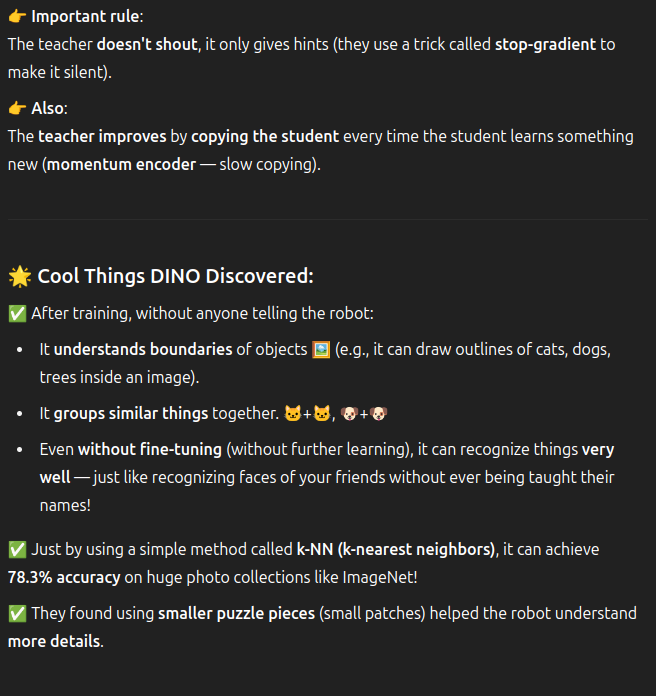 👉 Important rule:
The teacher doesn't shout, it only gives hints (they use a trick called stop-gradient to
make it silent).
👉 Also:
The teacher improves by copying the student every time the student learns something
new (momentum encoder — slow copying).
🌟 Cool Things DINO Discovered:
✅ After training, without anyone telling the robot:
• It understands boundaries of objects 🖼️ (e.g., it can draw outlines of cats, dogs,
trees inside an image).
• It groups similar things together. 🐱+🐱, 🐶+🐶
• Even without fine-tuning (without further learning), it can recognize things very
well — just like recognizing faces of your friends without ever being taught their
names!
✅ Just by using a simple method called k-NN (k-nearest neighbors), it can achieve
78.3% accuracy on huge photo collections like ImageNet!
✅ They found using smaller puzzle pieces (small patches) helped the robot understand
more details.